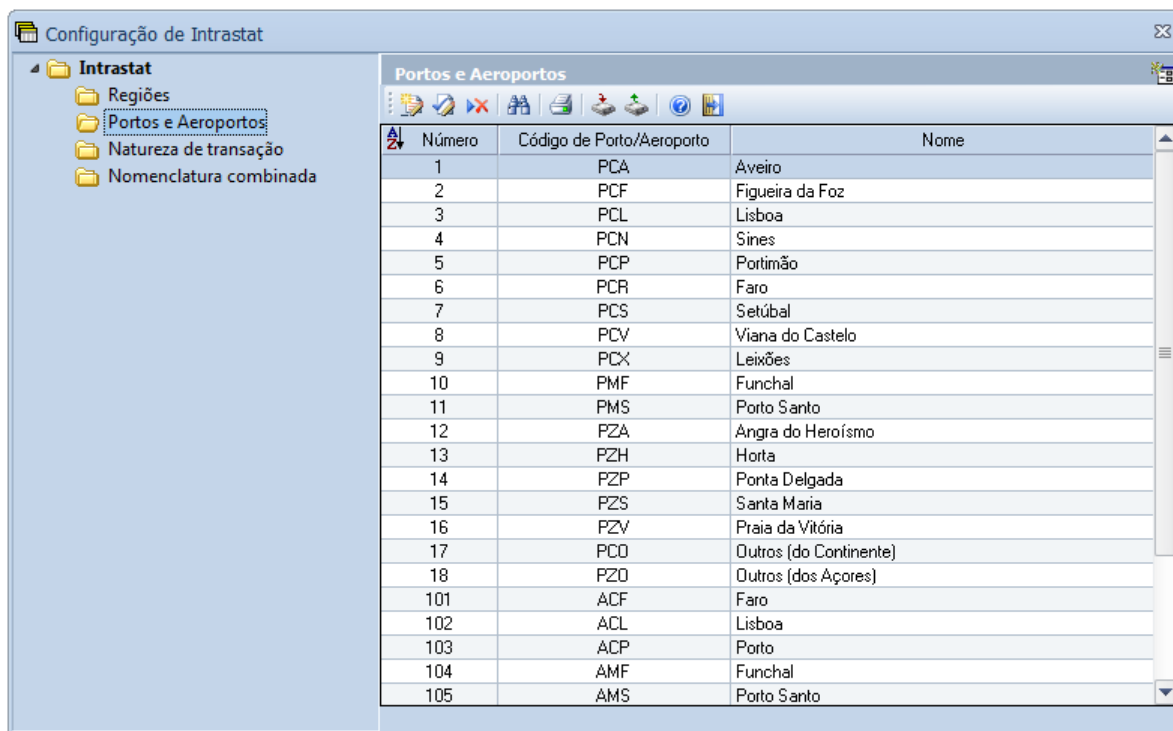 Configuração de Intrastat
Intrastat
Regiões
Portos e Aeroportos
Natureza de transação
Nomenclatura combinada
Portos e Aeroportos
Número Código de Porto/Aeroporto Nome
1 PCA Aveiro
2 PCF Figueira da Foz
3 PCL Lisboa
4 PCN Sines
5 PCP Portimão
6 PCR Faro
7 PCS Setúbal
8 PCV Viana do Castelo
9 PCX Leixões
10 PMF Funchal
11 PMS Porto Santo
12 PZA Angra do Heroísmo
13 PZH Horta
14 PZP Ponta Delgada
15 PZS Santa Maria
16 PZV Praia da Vitória
17 PCO Outros (do Continente)
18 PZO Outros (dos Açores)
101 ACF Faro
102 ACL Lisboa
103 ACP Porto
104 AMF Funchal
105 AMS Porto Santo